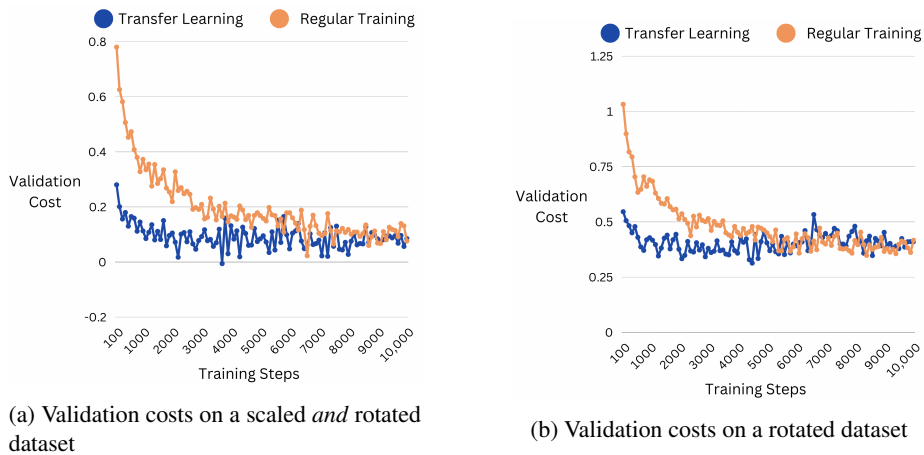 Transfer Learning Regular Training
0.8
0.6
0.4
Validation
Cost
0.2
0
-0.2
100 1000 2000 3000 4000 5000 6000 7000 8000 9000 10,000
Training Steps
(a) Validation costs on a scaled and rotated
dataset
Transfer Learning Regular Training
1.25
1
0.75
Validation
Cost
0.5
0.25
0
100 1000 2000 3000 4000 5000 6000 7000 8000 9000 10,000
Training Steps
(b) Validation costs on a rotated dataset